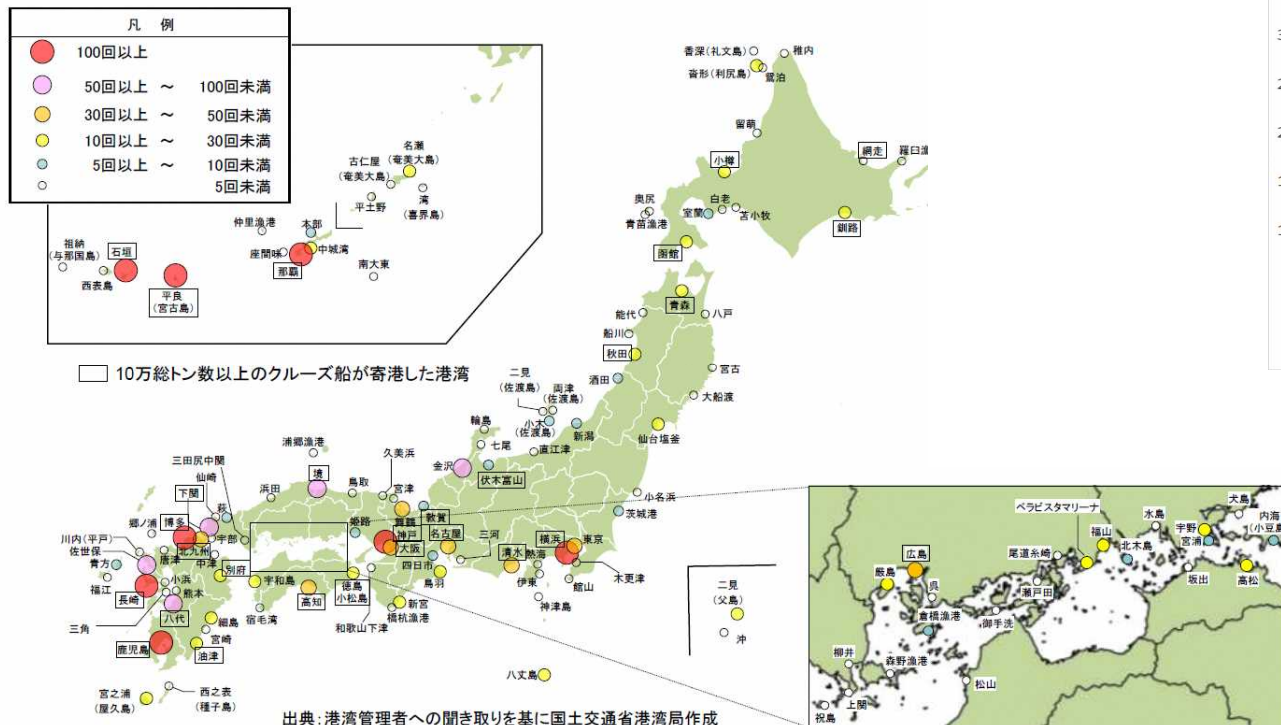 凡 例
100回以上
50回以上 ～ 100回未満
30回以上 ～ 50回未満
10回以上 ～ 30回未満
5回以上 ～ 10回未満
5回未満
名瀬
(奄美大島)
古仁屋
(奄美大島)
湾
(喜界島)
平土野
仲里漁港
本部
座間味
中城湾
那覇
南大東
祖納
(与那国島)
石垣
西表島
平良
(宮古島)
10万総トン数以上のクルーズ船が寄港した港湾
香深(礼文島)
稚内
沓形(利尻島)
鴛泊
留萌
小樽
網走
羅臼漁
奥尻
青苗漁港
室蘭
白老
苫小牧
釧路
函館
青森
能代
八戸
船川
秋田
宮古
酒田
大船渡
二見
(佐渡島)
両津
(佐渡島)
小木
(佐渡島)
新潟
仙台塩釜
輪島
七尾
直江津
金沢
伏木富山
小名浜
茨城港
浦郷漁港
久美浜
三田尻中関
仙崎
境
鳥取
宮津
浜田
下関
萩
舞鶴
敦賀
博多
郷ノ浦
姫路
神戸
名古屋
三河
横浜
東京
川内(平戸)
北九州
宇部
大阪
清水
熱海
佐世保
唐津
中津
四日市
木更津
青方
別府
鳥羽
伊東
館山
小浜
宇和島
徳島
小松島
福江
熊本
高知
新宮
神津島
長崎
八代
宿毛湾
橋杭漁港
和歌山下津
三角
細島
宮崎
鹿児島
油津
八丈島
二見
(父島)
沖
宮之浦
(屋久島)
西之表
(種子島)
ベラビスタマリーナ
水島
犬島
福山
宇野
内海
(小豆島
宮浦
尾道糸崎
北木島
広島
厳島
呉
瀬戸田
坂出
高松
倉橋漁港
御手洗
柳井
森野漁港
松山
上関
祝島
出典:港湾管理者への聞き取りを基に国土交通省港湾局作成